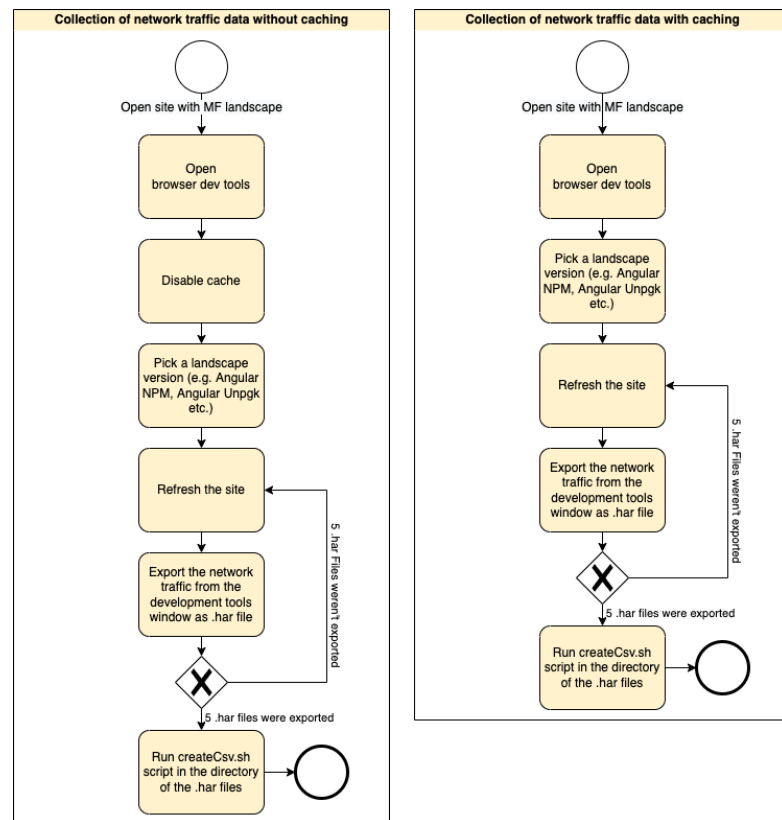 Collection of network traffic data without caching
Open site with MF landscape
Open
browser dev tools
Disable cache
Pick a landscape
version (e.g. Angular
NPM, Angular Unpgk
etc.)
Refresh the site
5 .har Files weren't exported
Export the network
traffic from the
development tools
window as .har file
5 .har files were exported
Run createCsv.sh
script in the directory
of the .har files
Collection of network traffic data with caching
Open site with MF landscape
Open
browser dev tools
Pick a landscape
version (e.g. Angular
NPM, Angular Unpgk
etc.)
Refresh the site
5 .har Files weren't exported
Export the network
traffic from the
development tools
window as .har file
5 .har files were exported
Run createCsv.sh
script in the directory
of the .har files